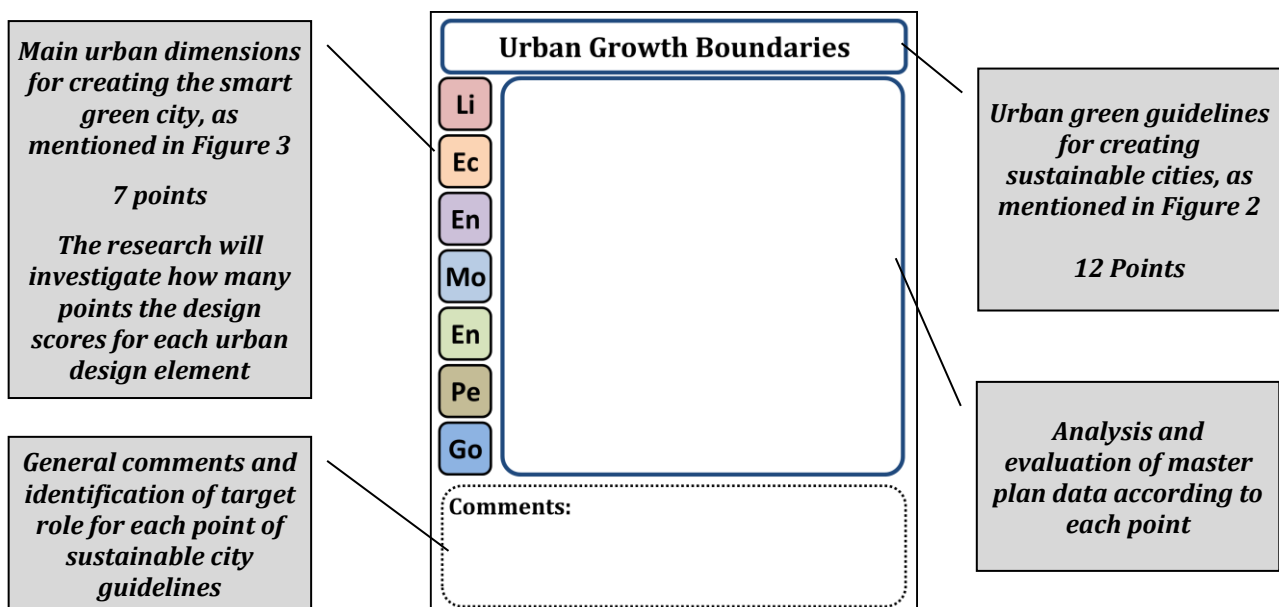 Main urban dimensions
for creating the smart
green city, as
mentioned in Figure 3
7 points
The research will
investigate how many
points the design
scores for each urban
design element
General comments and
identification of target
role for each point of
sustainable city
guidelines
Urban Growth Boundaries
Li
Ec
En
Mo
En
Pe
Go
Comments:
Urban green guidelines
for creating
sustainable cities, as
mentioned in Figure 2
12 Points
Analysis and
evaluation of master
plan data according to
each point